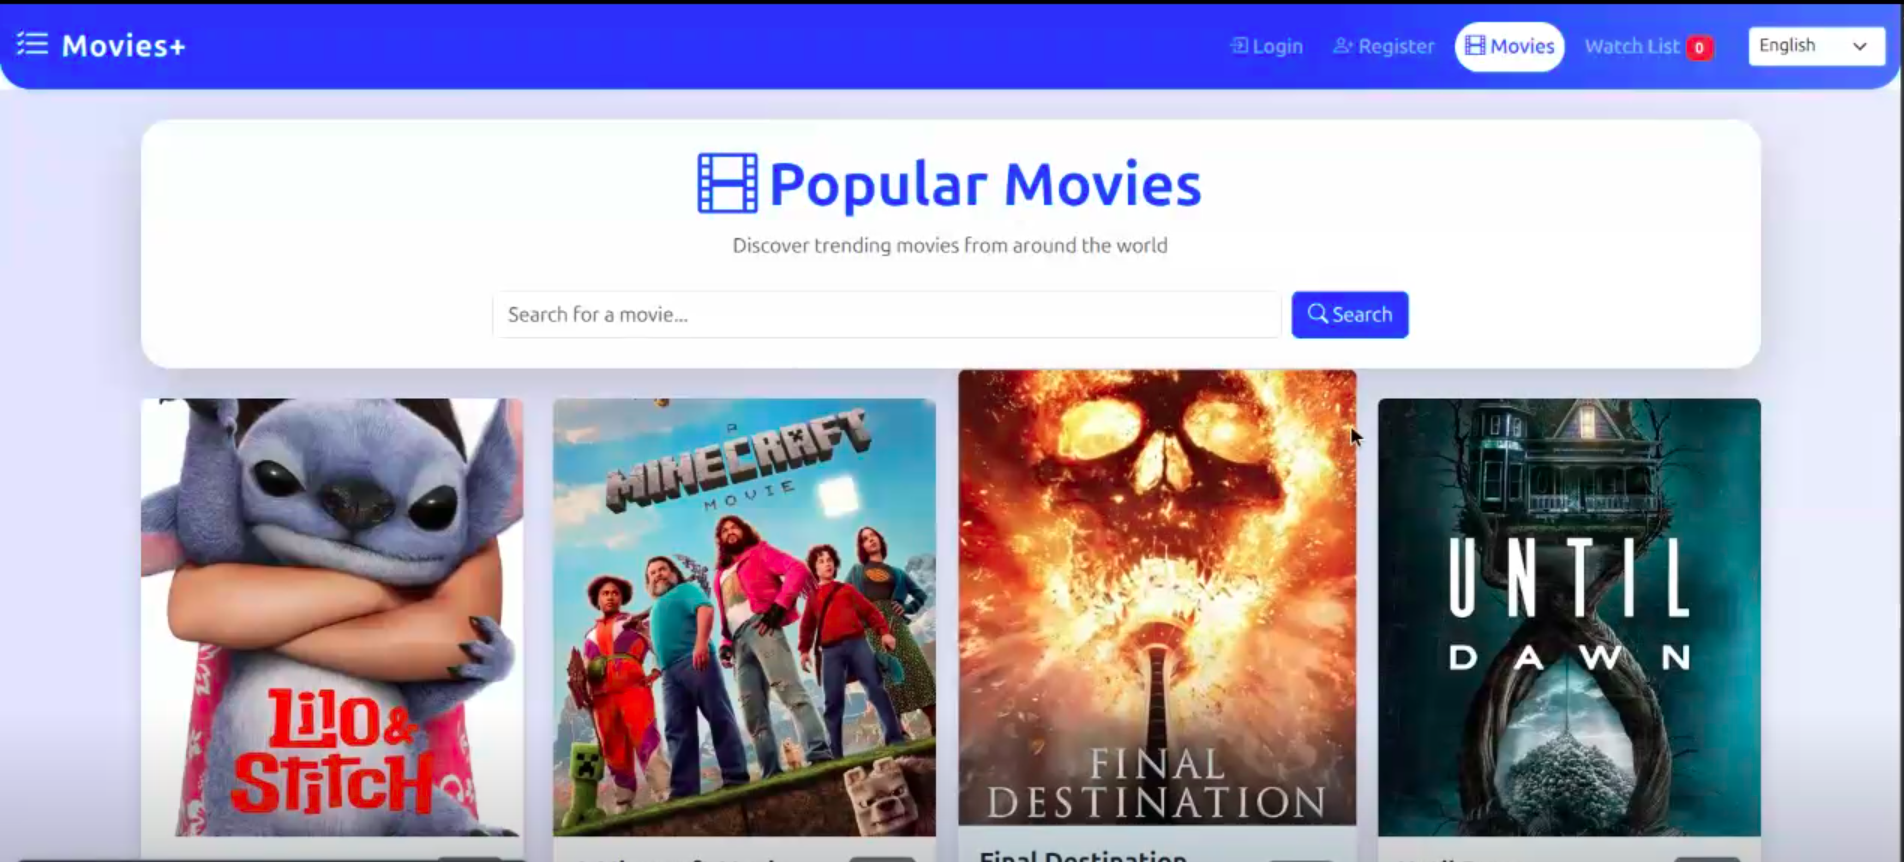 Movies+
Login
Register
Movies
Watch List 0
English
Popular Movies
Discover trending movies from around the world
Search for a movie...
Search
Lilo &
Stitch
A
MINECRAFT
MOVIE
FINAL
DESTINATION
UNTIL
DAWN
Final Destination